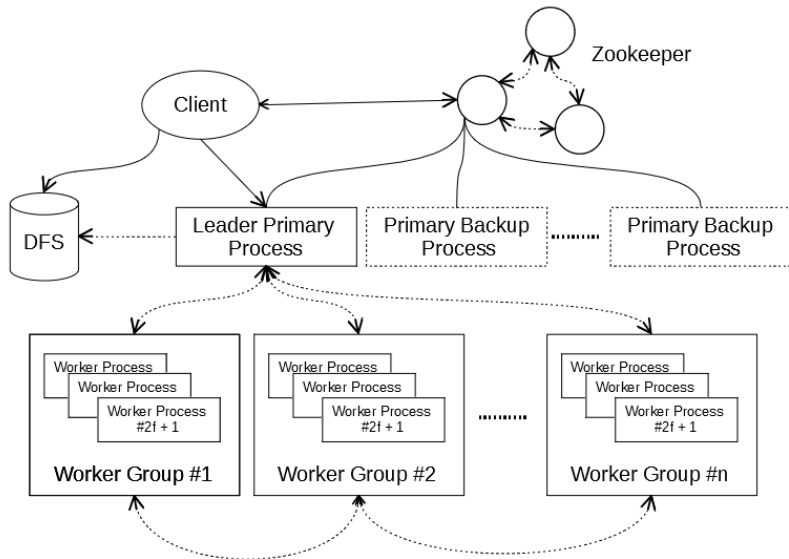 Zookeeper
Client
DFS
Leader Primary
Process
Primary Backup
Process
Primary Backup
Process
Worker Process
Worker Process
Worker Process
#2f + 1
Worker Group #1
Worker Process
Worker Process
Worker Process
#2f + 1
Worker Group #2
Worker Process
Worker Process
Worker Process
#2f + 1
Worker Group #n